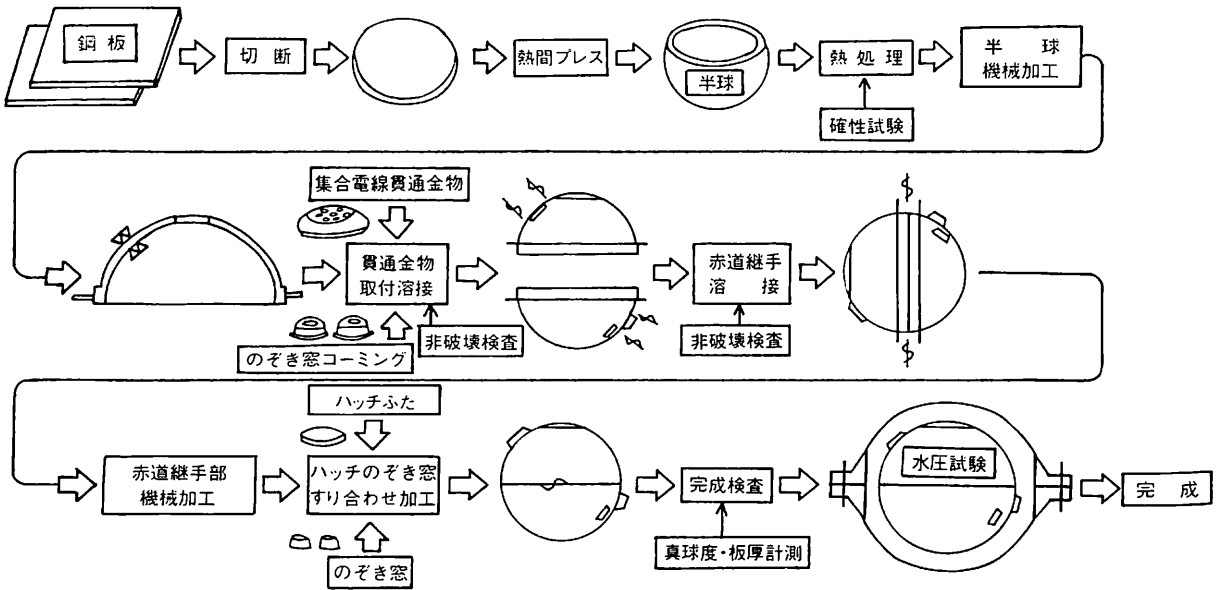 鋼板
切断
熱間プレス
半球
熱処理
半球
機械加工
確性試験
集合電線貫通金物
貫通金物
取付溶接
非破壊検査
のぞき窓コーミング
赤道継手
溶接
非破壊検査
ハッチふた
赤道継手部
機械加工
ハッチのぞき窓
すり合わせ加工
のぞき窓
完成検査
真球度・板厚計測
水圧試験
完成